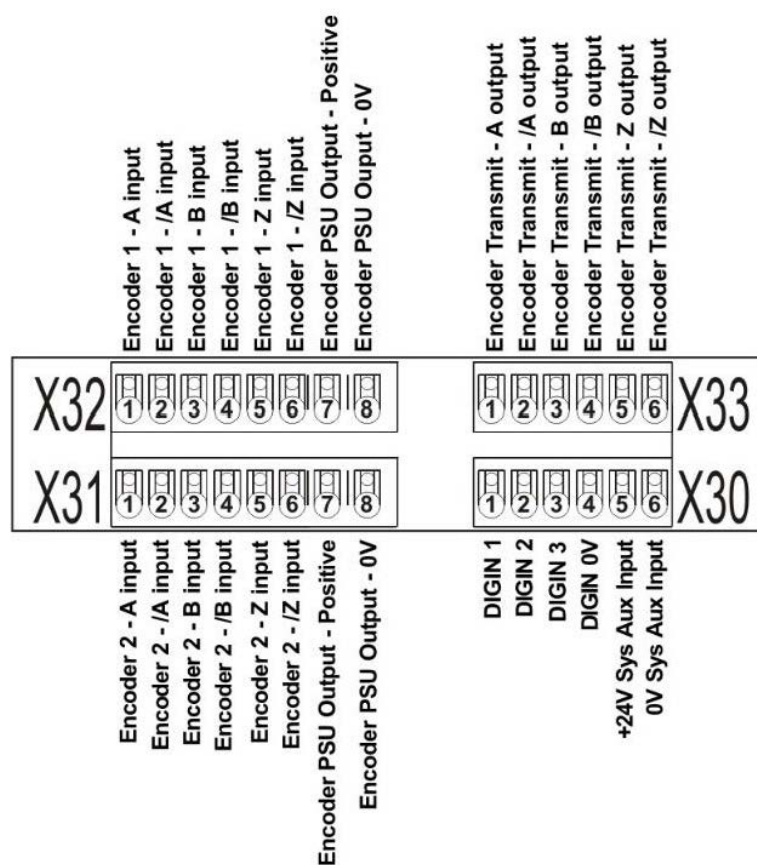 Encoder 1 - A input
Encoder 1 - /A input
Encoder 1 - B input
Encoder 1 - /B input
Encoder 1 - Z input
Encoder 1 - /Z input
Encoder PSU Output - Positive
Encoder PSU Ouput - 0V
Encoder Transmit - A output
Encoder Transmit - /A output
Encoder Transmit - B output
Encoder Transmit - /B output
Encoder Transmit - Z output
Encoder Transmit - /Z output
X32 1 2 3 4 5 6 7 8
1 2 3 4 5 6 X33
X31 1 2 3 4 5 6 7 8
1 2 3 4 5 6 X30
Encoder 2 - A input
Encoder 2 - /A input
Encoder 2 - B input
Encoder 2 - /B input
Encoder 2 - Z input
Encoder 2 - /Z input
Encoder PSU Output - Positive
Encoder PSU Output - 0V
DIGIN 1
DIGIN 2
DIGIN 3
DIGIN 0V
+24V Sys Aux Input
0V Sys Aux Input